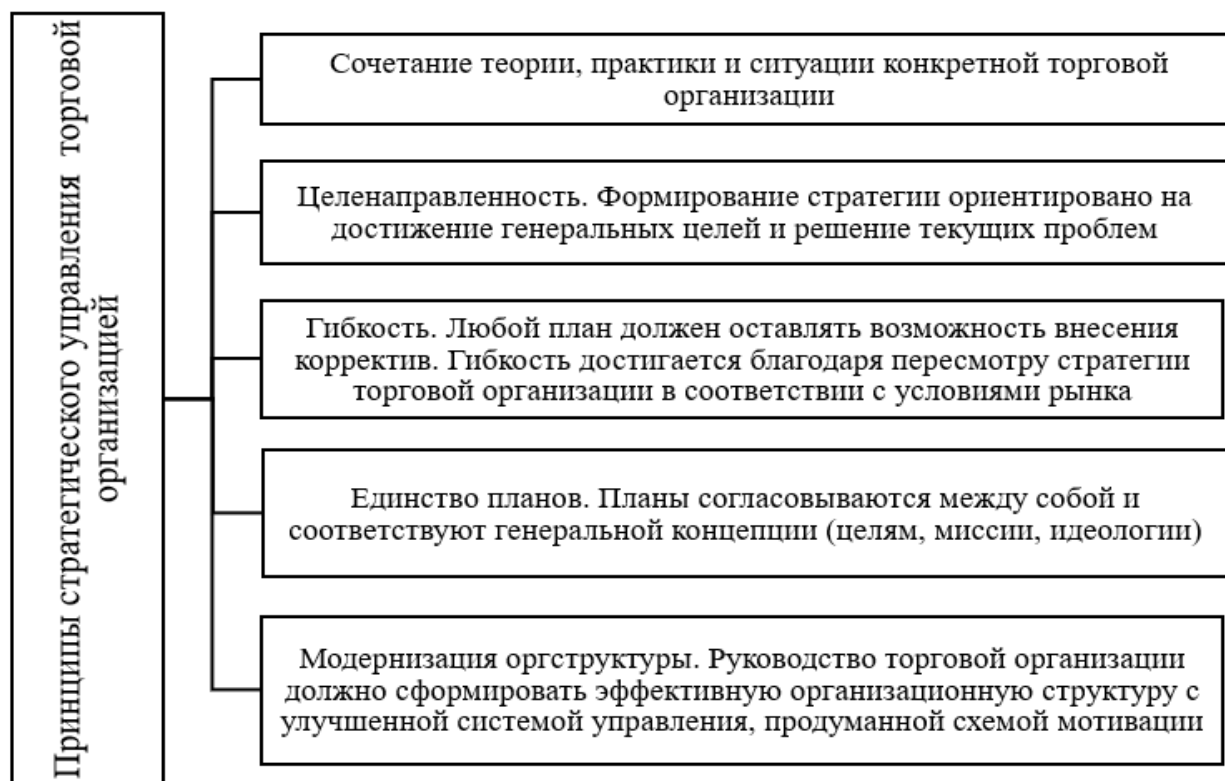 Принципы стратегического управления торговой
организацией
Сочетание теории, практики и ситуации конкретной торговой
организации
Целенаправленность. Формирование стратегии ориентировано на
достижение генеральных целей и решение текущих проблем
Гибкость. Любой план должен оставлять возможность внесения
корректив. Гибкость достигается благодаря пересмотру стратегии
торговой организации в соответствии с условиями рынка
Единство планов. Планы согласовываются между собой и
соответствуют генеральной концепции (целям, миссии, идеологии)
Модернизация оргструктуры. Руководство торговой организации
должно сформировать эффективную организационную структуру с
улучшенной системой управления, продуманной схемой мотивации